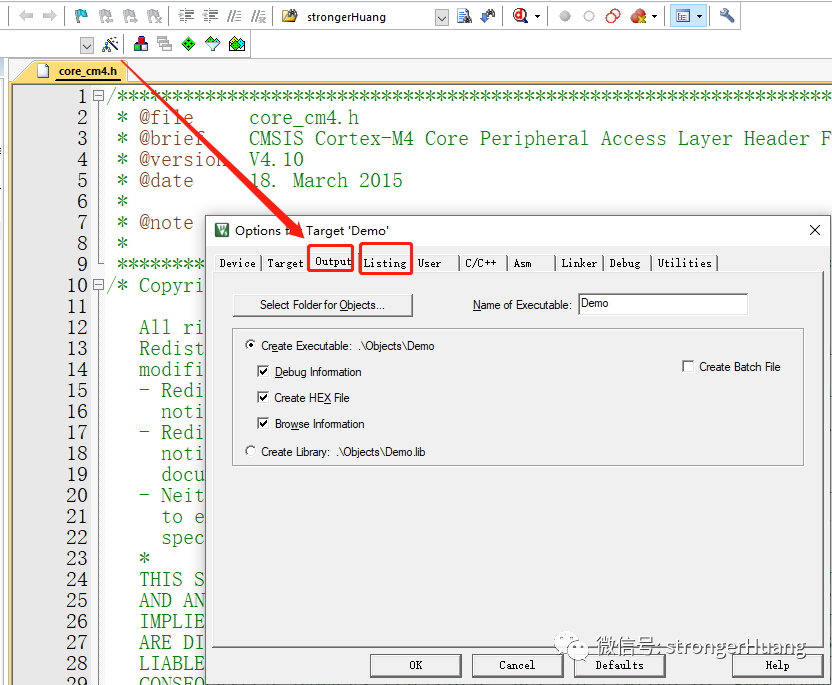 strongerHuang
core_cm4.h
1 /**************************************************************************
2 * @file core_cm4.h
3 * @brief CMSIS Cortex-M4 Core Peripheral Access Layer Header F
4 * @version V4.10
5 * @date 18. March 2015
6 *
7 * @note
8 *
9 *********
10 /* Copyri
11
12 All ri
13 Redist
14 modifi
15 - Redi
16 noti
17 - Redi
18 noti
19 docu
20 - Neit
21 to e
22 spec
23 *
24 THIS S
25 AND AN
26 IMPLIE
27 ARE DI
28 LIABLE
29 CONSEQ
Options Target 'Demo'
Device Target Output Listing User C/C++ Asm Linker Debug Utilities
Select Folder for Objects...
Name of Executable: Demo
Create Executable: .\Objects\Demo
Debug Information
Create Batch File
Create HEX File
Browse Information
Create Library: .\Objects\Demo.lib
微信号: strongerHuang
OK Cancel Defaults Help